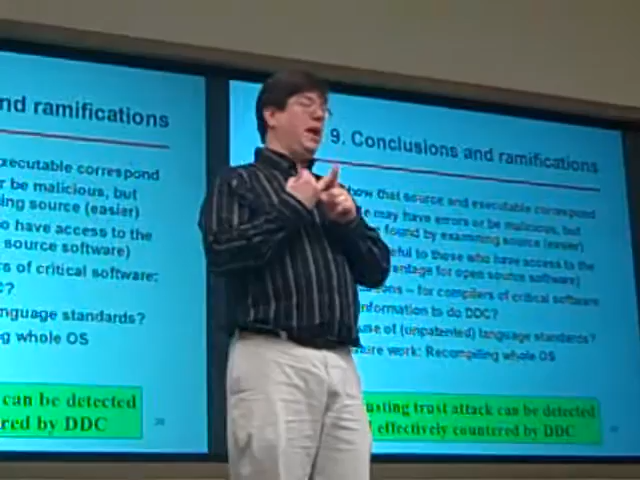 nd ramifications
executable correspond
r be malicious, but
ing source (easier)
o have access to the
source software)
s of critical software:
C?
nguage standards?
g whole OS
can be detected
red by DDC
9. Conclusions and ramifications
how that source and executable correspond
e may have errors or be malicious, but
found by examining source (easier)
ful to those who have access to the
antage for open source software)
ons – for compilers of critical software
information to do DDC?
use of (unpatented) language standards?
ure work: Recompiling whole OS
usting trust attack can be detected
effectively countered by DDC